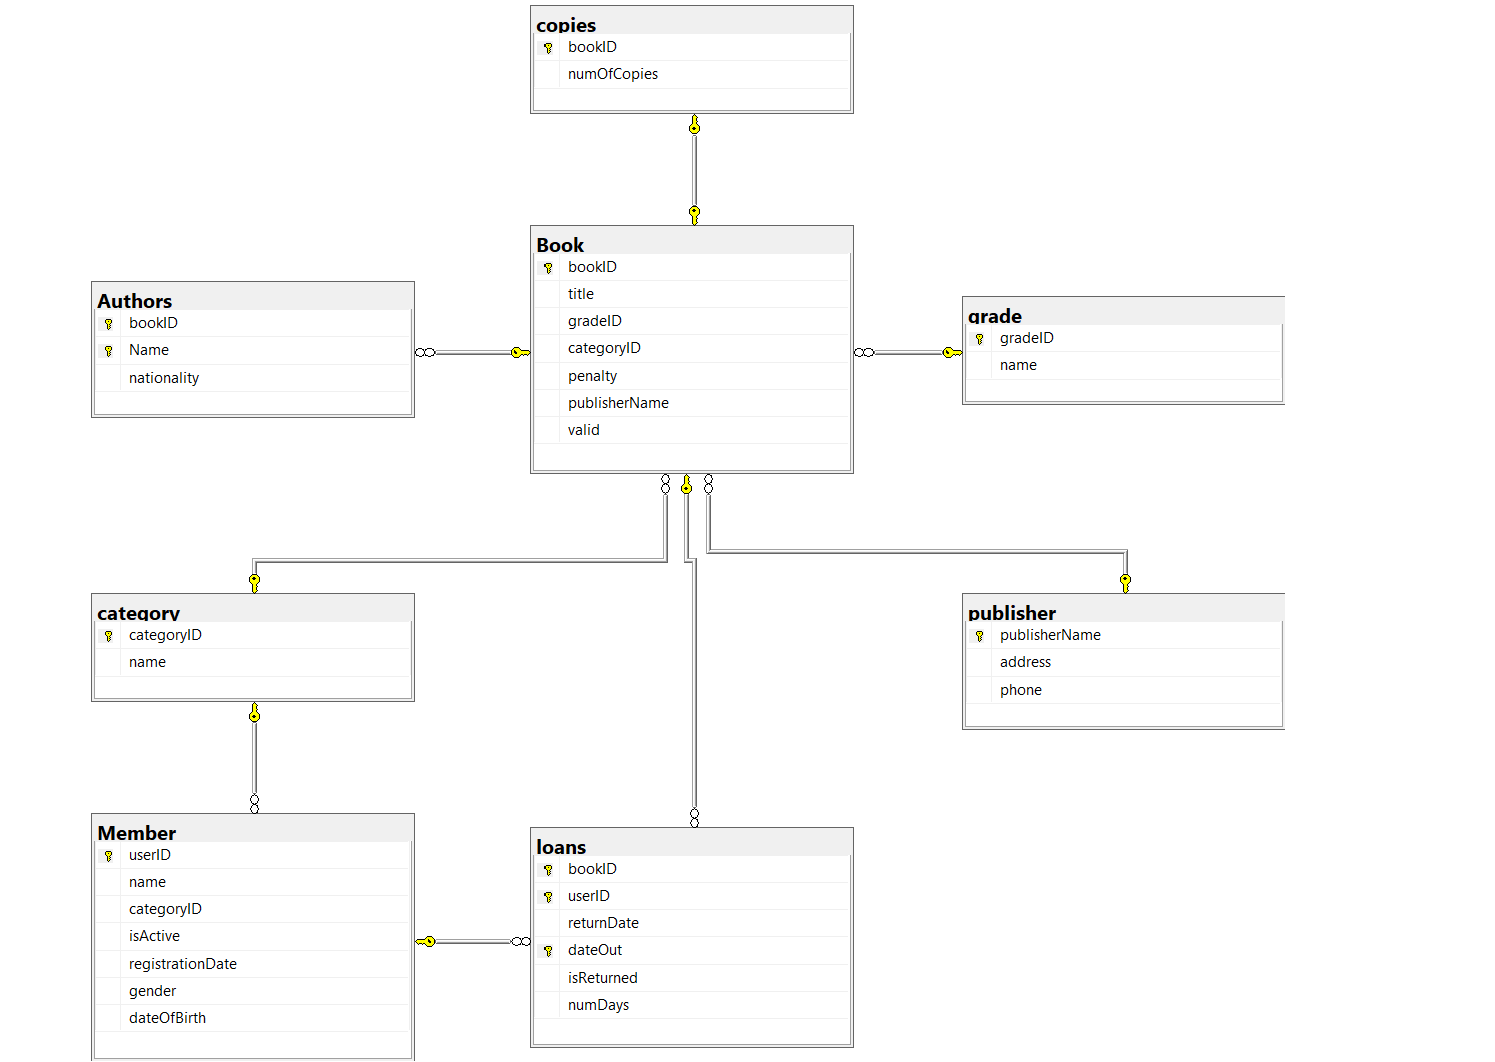 copies
bookID
numOfCopies
Book
bookID
title
gradeID
categoryID
penalty
publisherName
valid
Authors
bookID
Name
nationality
grade
gradeID
name
category
categoryID
name
publisher
publisherName
address
phone
Member
userID
name
categoryID
isActive
registrationDate
gender
dateOfBirth
loans
bookID
userID
returnDate
dateOut
isReturned
numDays